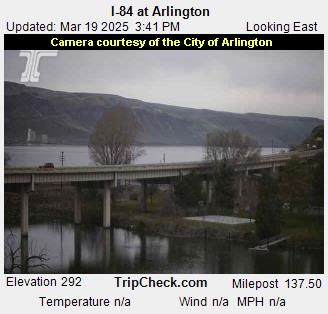 I-84 at Arlington
Updated: Mar 19 2025 3:41 PM Looking East
Camera courtesy of the City of Arlington
Elevation 292 TripCheck.com Milepost 137.50
Temperature n/a Wind n/a MPH n/a